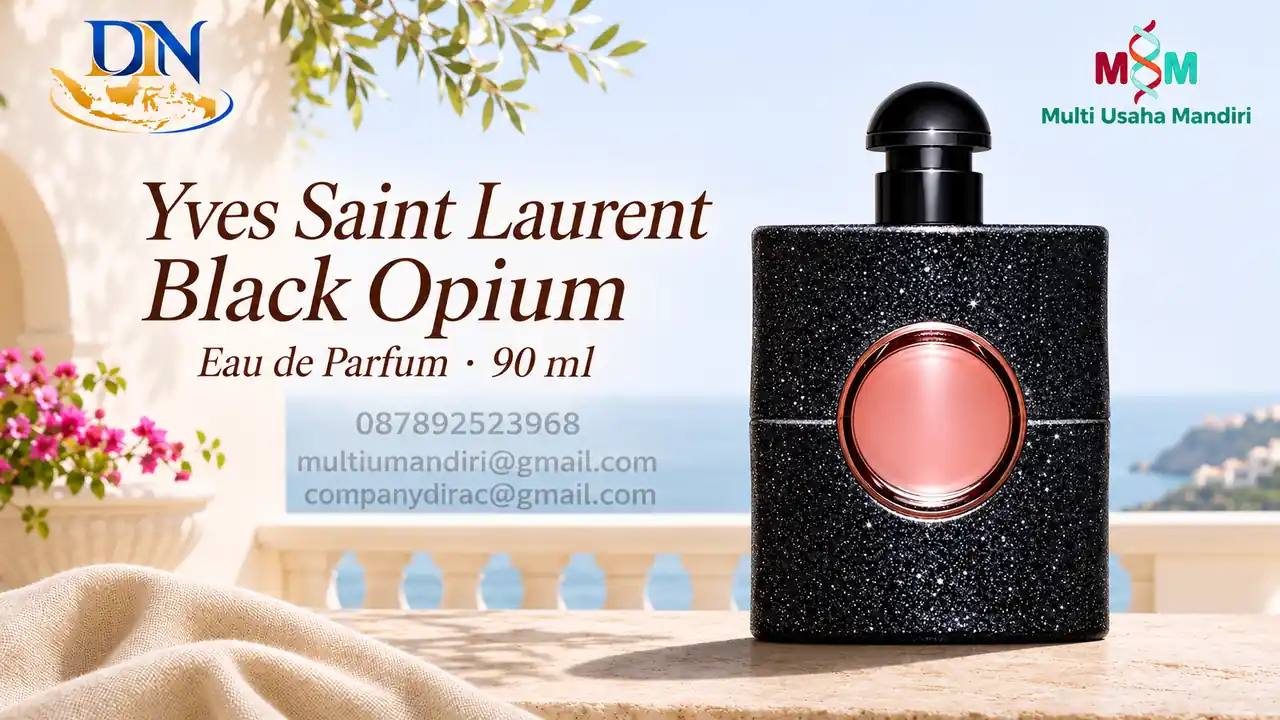 DN
MSM
Multi Usaha Mandiri
Yves Saint Laurent
Black Opium
Eau de Parfum · 90 ml
087892523968
multiumandiri@gmail.com
companydirac@gmail.com